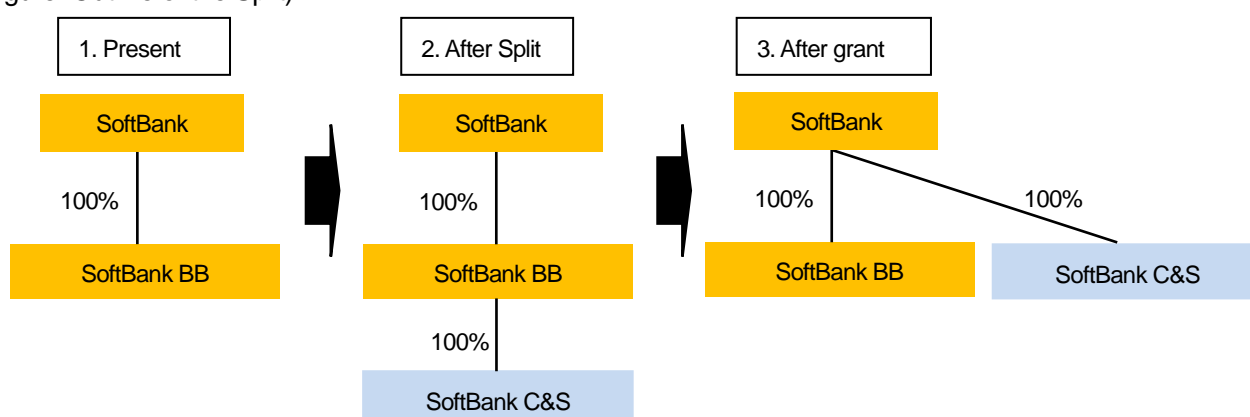 1. Present
2. After Split
3. After grant
SoftBank
SoftBank
SoftBank
100%
100%
100%
100%
SoftBank BB
SoftBank BB
SoftBank BB
SoftBank C&S
100%
SoftBank C&S